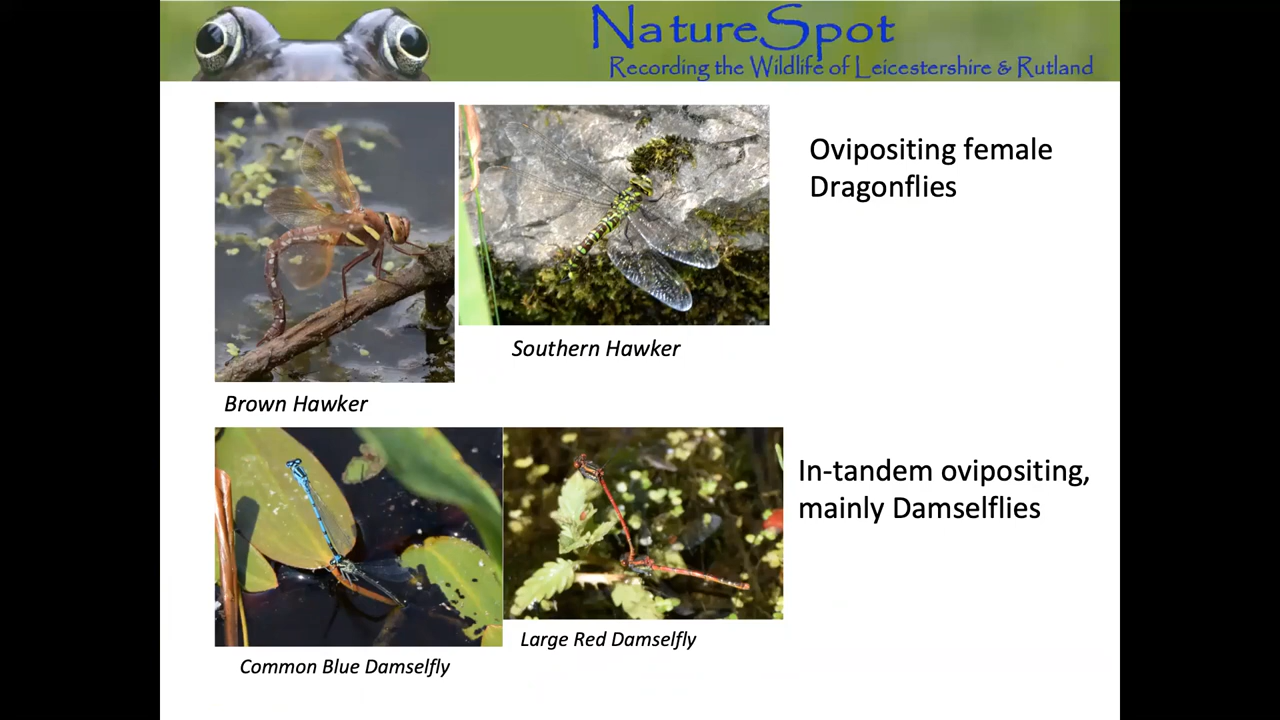 NatureSpot
Recording the Wildlife of Leicestershire & Rutland
Ovipositing female
Dragonflies
Southern Hawker
Brown Hawker
In-tandem ovipositing,
mainly Damselflies
Large Red Damselfly
Common Blue Damselfly